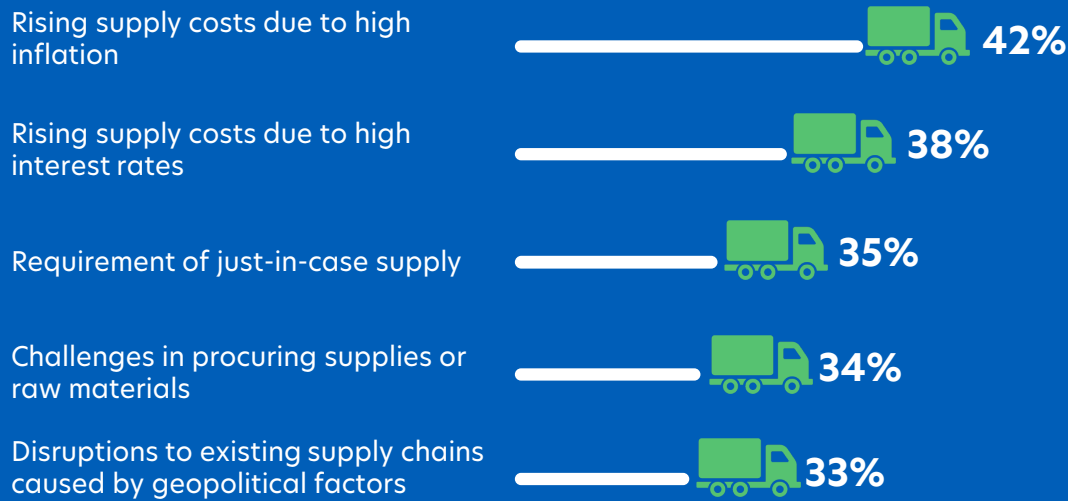 Rising supply costs due to high
inflation
42%
Rising supply costs due to high
interest rates
38%
Requirement of just-in-case supply
35%
Challenges in procuring supplies or
raw materials
34%
Disruptions to existing supply chains
caused by geopolitical factors
33%